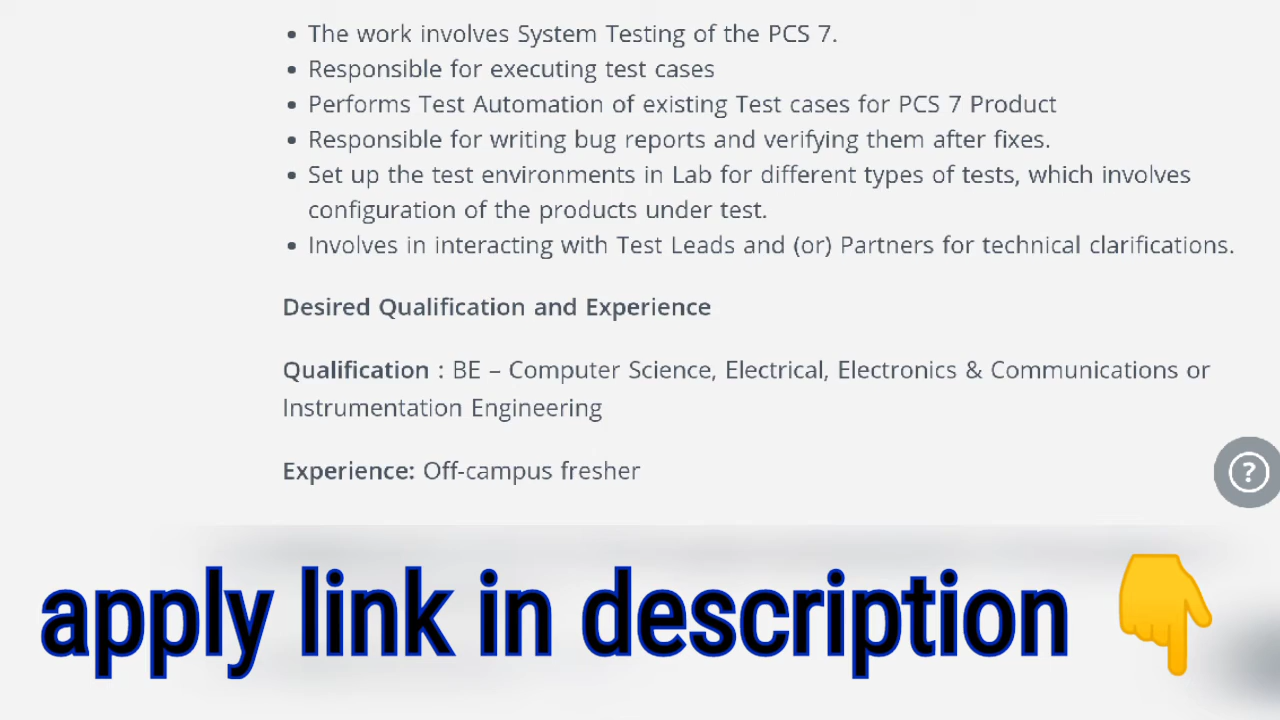 • The work involves System Testing of the PCS 7.
• Responsible for executing test cases
• Performs Test Automation of existing Test cases for PCS 7 Product
• Responsible for writing bug reports and verifying them after fixes.
• Set up the test environments in Lab for different types of tests, which involves
configuration of the products under test.
• Involves in interacting with Test Leads and (or) Partners for technical clarifications.
Desired Qualification and Experience
Qualification : BE – Computer Science, Electrical, Electronics & Communications or
Instrumentation Engineering
Experience: Off-campus fresher
?
apply link in description 👇